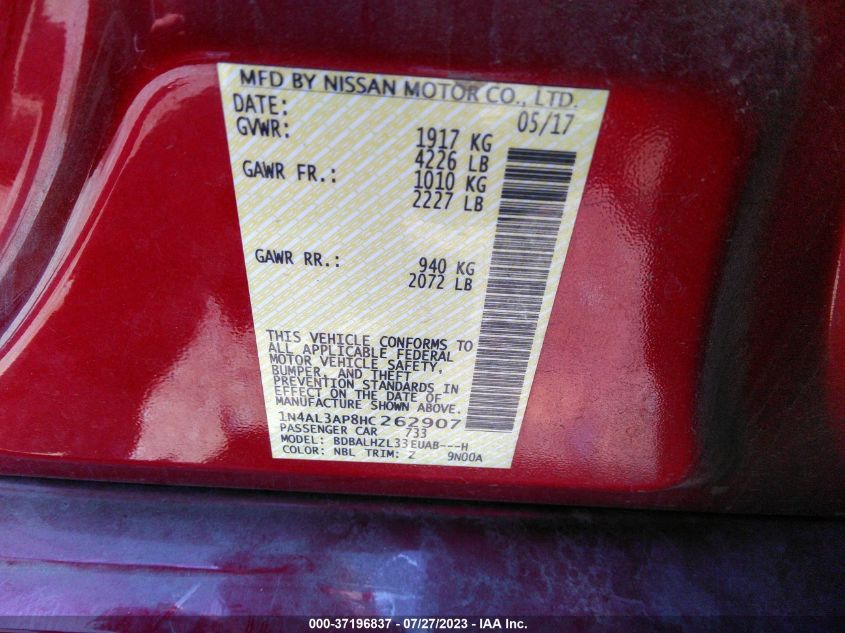 MFD BY NISSAN MOTOR CO., LTD.
DATE: 05/17
GVWR: 1917 KG
4226 LB
GAWR FR.: 1010 KG
2227 LB
GAWR RR.: 940 KG
2072 LB
THIS VEHICLE CONFORMS TO
ALL APPLICABLE FEDERAL
MOTOR VEHICLE SAFETY,
BUMPER, AND THEFT
PREVENTION STANDARDS IN
EFFECT ON THE DATE OF
MANUFACTURE SHOWN ABOVE.
1N4AL3AP8HC262907
PASSENGER CAR 733
MODEL: BDBALHZL33EUAB---H
COLOR: NBL TRIM: Z 9N00A
000-37196837 / 07/27/2023 - IAA Inc.